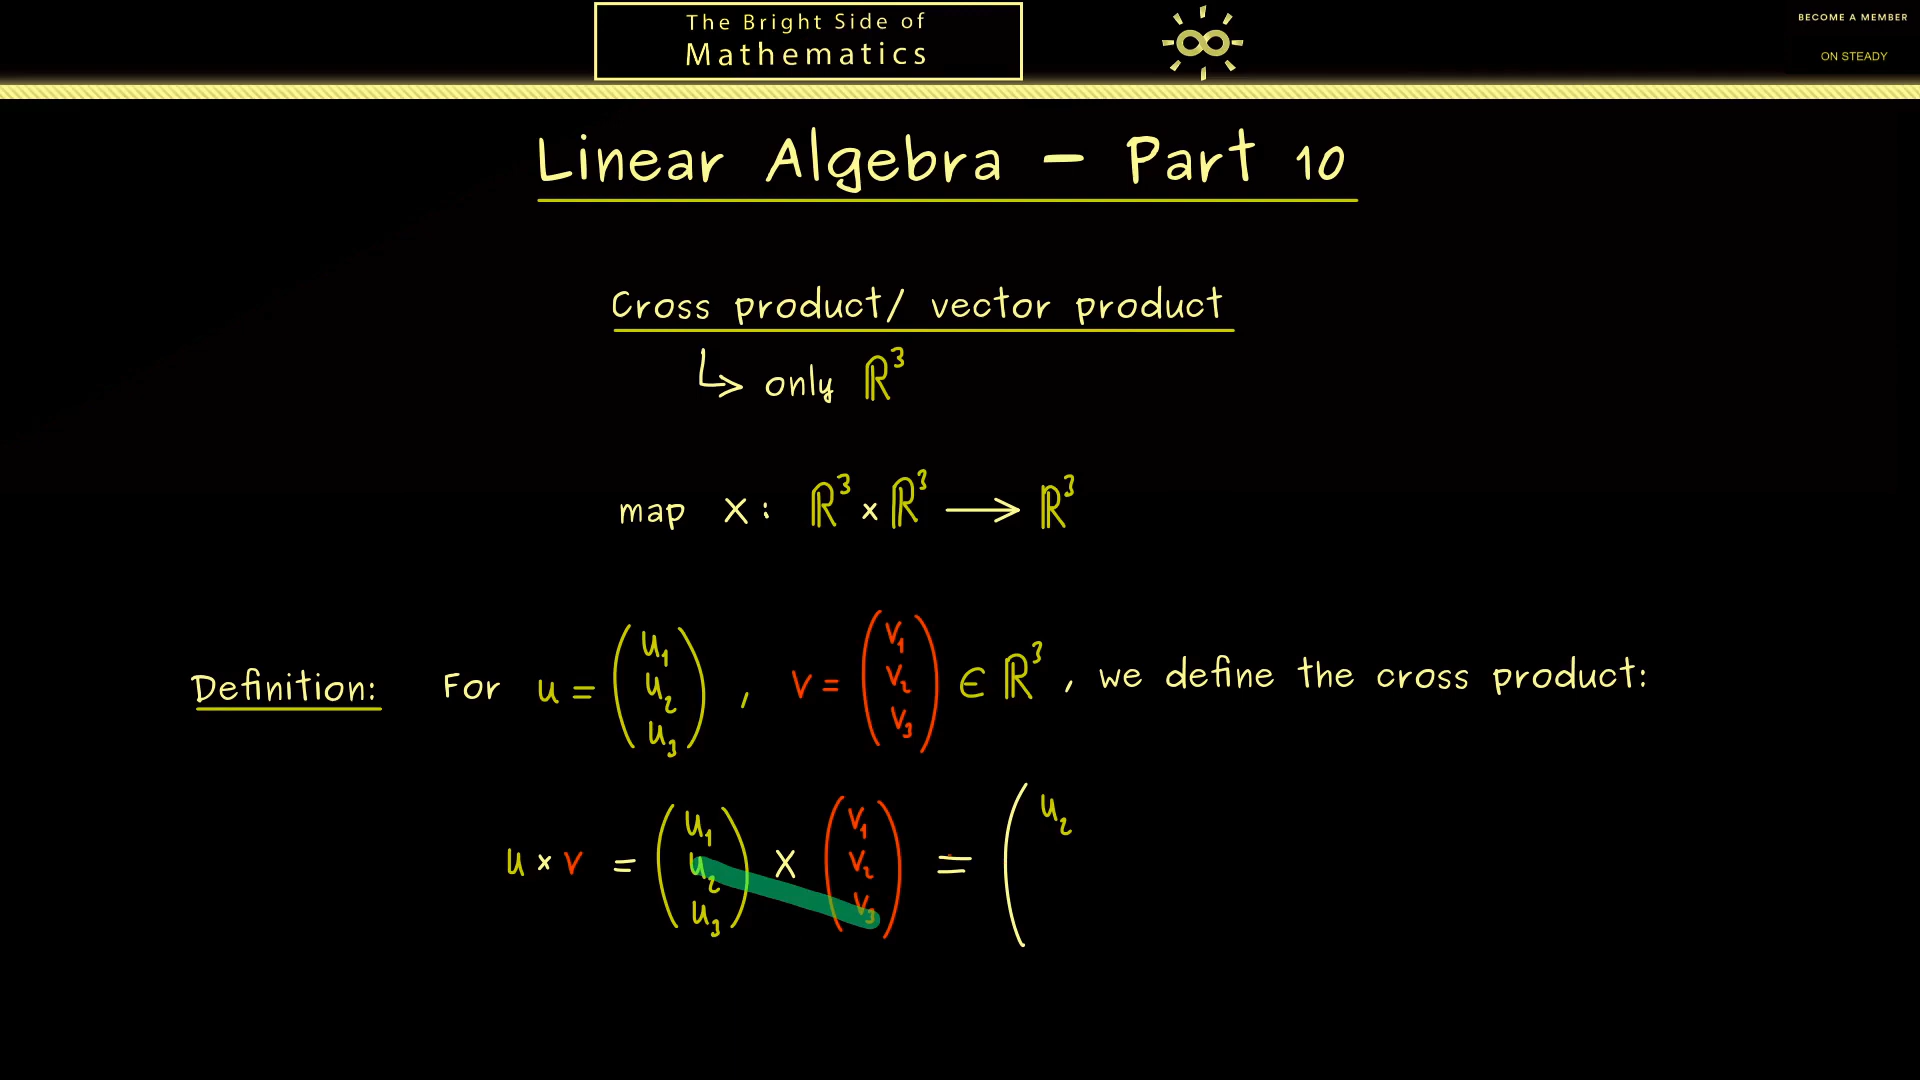 The Bright Side of
Mathematics
BECOME A MEMBER
ON STEADY
Linear Algebra – Part 10
Cross product/ vector product
↳ only ℝ³
map ×: ℝ³ × ℝ³ ⟶ ℝ³
Definition: For u = (u₁ u₂ u₃), v = (v₁ v₂ v₃) ∈ ℝ³, we define the cross product:
u × v = (u₁ u₂ u₃) × (v₁ v₂ v₃) = ( u₂